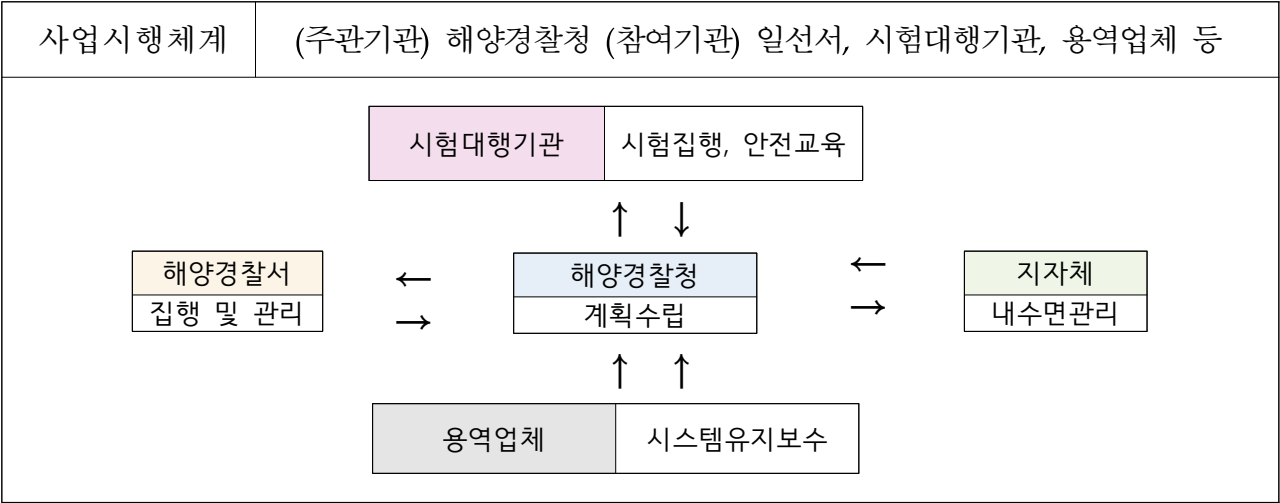 사업시행체계 (주관기관) 해양경찰청 (참여기관) 일선서, 시험대행기관, 용역업체 등
시험대행기관 시험집행, 안전교육
↑ ↓
해양경찰서 ← 해양경찰청 ← 지자체
집행 및 관리 → 계획수립 → 내수면관리
↑ ↑
용역업체 시스템유지보수